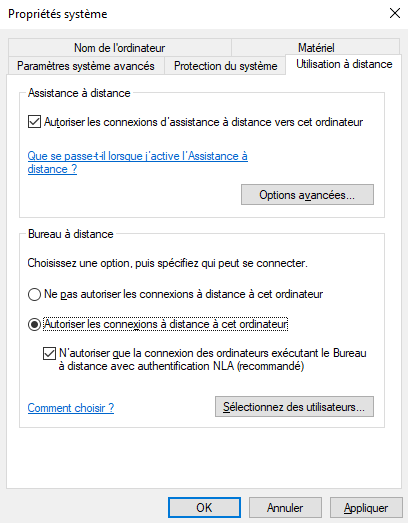 Propriétés système
Nom de l'ordinateur
Matériel
Paramètres système avancés
Protection du système
Utilisation à distance
Assistance à distance
Autoriser les connexions d'assistance à distance vers cet ordinateur
Que se passe-t-il lorsque j'active l'Assistance à
distance ?
Options avancées...
Bureau à distance
Choisissez une option, puis spécifiez qui peut se connecter.
Ne pas autoriser les connexions à distance à cet ordinateur
Autoriser les connexions à distance à cet ordinateur
N'autoriser que la connexion des ordinateurs exécutant le Bureau
à distance avec authentification NLA (recommandé)
Comment choisir ?
Sélectionnez des utilisateurs...
OK
Annuler
Appliquer